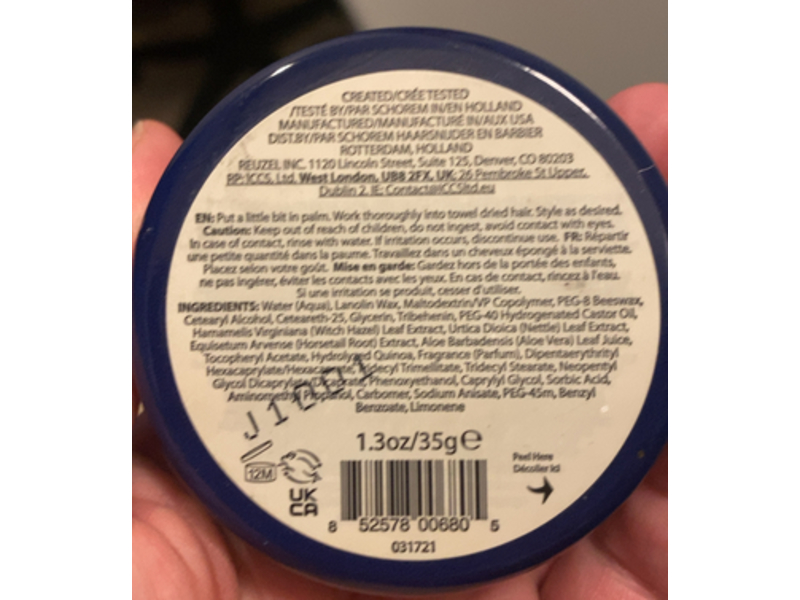 CREATED/CRÉE TESTED
/TESTÉ BY/PAR SCHOREM IN/EN HOLLAND
MANUFACTURED/MANUFACTURÉ IN/AUX USA
DIST.BY/PAR SCHOREM HAARSNIJDER EN BARBIER
ROTTERDAM, HOLLAND
REUZEL INC. 1120 Lincoln Street, Suite 125, Denver, CO 80203
RP: ICCS, Ltd. West London, UB8 2FX, UK; 26 Pembroke St Upper,
Dublin 2, IE; Contact@ICCSltd.eu
EN: Put a little bit in palm. Work thoroughly into towel dried hair. Style as desired.
Caution: Keep out of reach of children, do not ingest, avoid contact with eyes.
In case of contact, rinse with water. If irritation occurs, discontinue use. FR: Répartir
une petite quantité dans la paume. Travaillez dans un cheveux épongé à la serviette.
Placez selon votre goût. Mise en garde: Gardez hors de la portée des enfants,
ne pas ingérer, éviter les contacts avec les yeux. En cas de contact, rincez à l'eau.
Si une irritation se produit, cesser d'utiliser.
INGREDIENTS: Water (Aqua), Lanolin Wax, Maltodextrin/VP Copolymer, PEG-8 Beeswax,
Cetearyl Alcohol, Ceteareth-25, Glycerin, Tribehenin, PEG-40 Hydrogenated Castor Oil,
Hamamelis Virginiana (Witch Hazel) Leaf Extract, Urtica Dioica (Nettle) Leaf Extract,
Equisetum Arvense (Horsetail Root) Extract, Aloe Barbadensis (Aloe Vera) Leaf Juice,
Tocopheryl Acetate, Hydrolyzed Quinoa, Fragrance (Parfum), Dipentaerythrityl
Hexacaprylate/Hexacaprate, Tridecyl Trimellitate, Tridecyl Stearate, Neopentyl
Glycol Dicaprylate/Dicaprate, Phenoxyethanol, Caprylyl Glycol, Sorbic Acid,
Aminomethyl Propanol, Carbomer, Sodium Anisate, PEG-45m, Benzyl
Benzoate, Limonene
J1001
1.3oz/35g℮
12M
UK
CA
Peel Here
Décoller Ici
8 52578 00680 5
031721